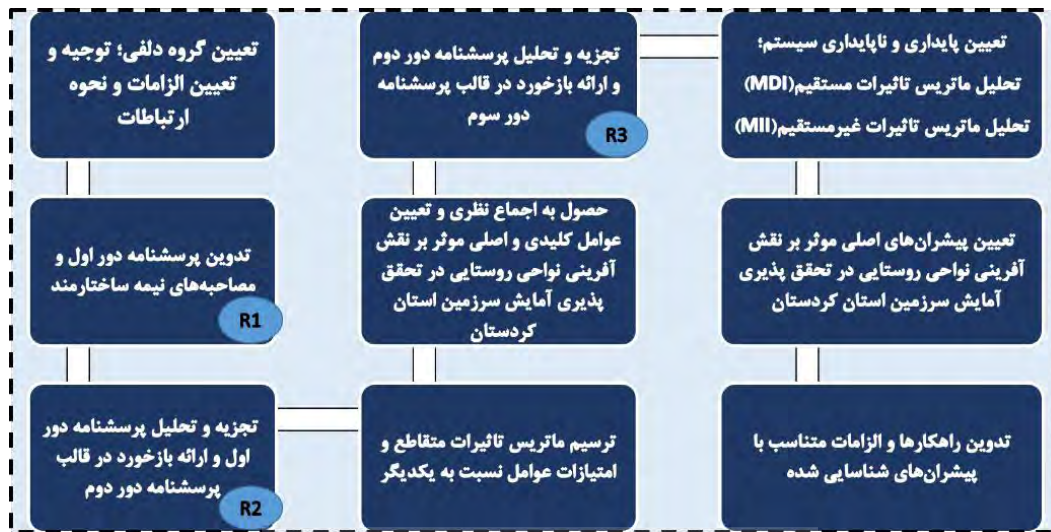 تعیین گروه دلفی؛ توجیه و
تعیین الزامات و نحوه
ارتباطات
تدوین پرسشنامه دور اول و
مصاحبه‌های نیمه ساختارمند
R1
تجزیه و تحلیل پرسشنامه دور
اول و ارائه بازخورد در قالب
پرسشنامه دور دوم
R2
تجزیه و تحلیل پرسشنامه دور دوم
و ارائه بازخورد در قالب پرسشنامه
دور سوم
R3
حصول به اجماع نظری و تعیین
عوامل کلیدی و اصلی موثر بر نقش
آفرینی نواحی روستایی در تحقق
پذیری آمایش سرزمین استان
کردستان
ترسیم ماتریس تاثیرات متقاطع و
امتیازات عوامل نسبت به یکدیگر
تعیین پایداری و ناپایداری سیستم؛
تحلیل ماتریس تاثیرات مستقیم(MDI)
تحلیل ماتریس تاثیرات غیرمستقیم(MII)
تعیین پیشران‌های اصلی موثر بر نقش
آفرینی نواحی روستایی در تحقق پذیری
آمایش سرزمین استان کردستان
تدوین راهکارها و الزامات متناسب با
پیشران‌های شناسایی شده